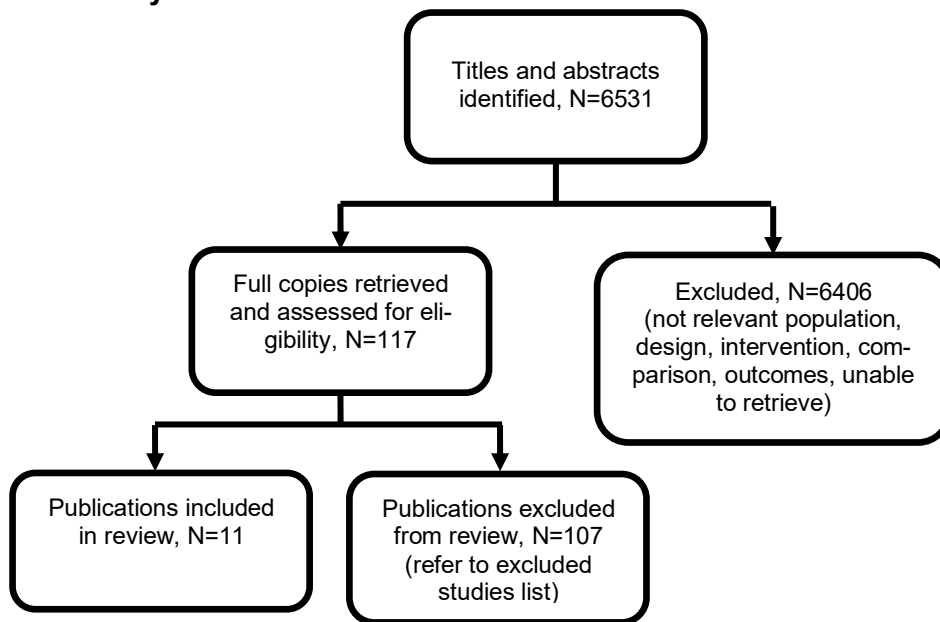 Titles and abstracts
identified, N=6531
Full copies retrieved
and assessed for eli-
gibility, N=117
Excluded, N=6406
(not relevant population,
design, intervention, com-
parison, outcomes, unable
to retrieve)
Publications included
in review, N=11
Publications excluded
from review, N=107
(refer to excluded
studies list)